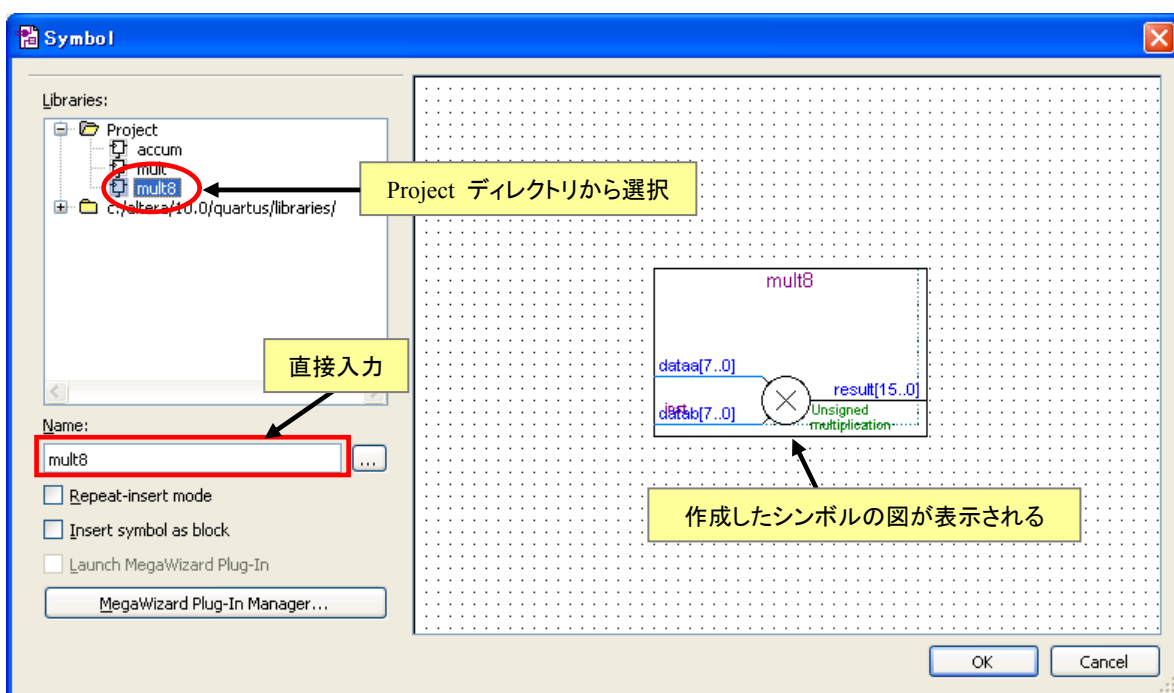 Symbol
Libraries:
Project
accum
mult
mult8
c:/altera/10.0/quartus/libraries/
Project ディレクトリから選択
直接入力
Name:
mult8
...
Repeat-insert mode
Insert symbol as block
Launch MegaWizard Plug-In
MegaWizard Plug-In Manager...
mult8
dataa[7..0]
result[15..0]
inst
datab[7..0]
Unsigned
multiplication
作成したシンボルの図が表示される
OK
Cancel